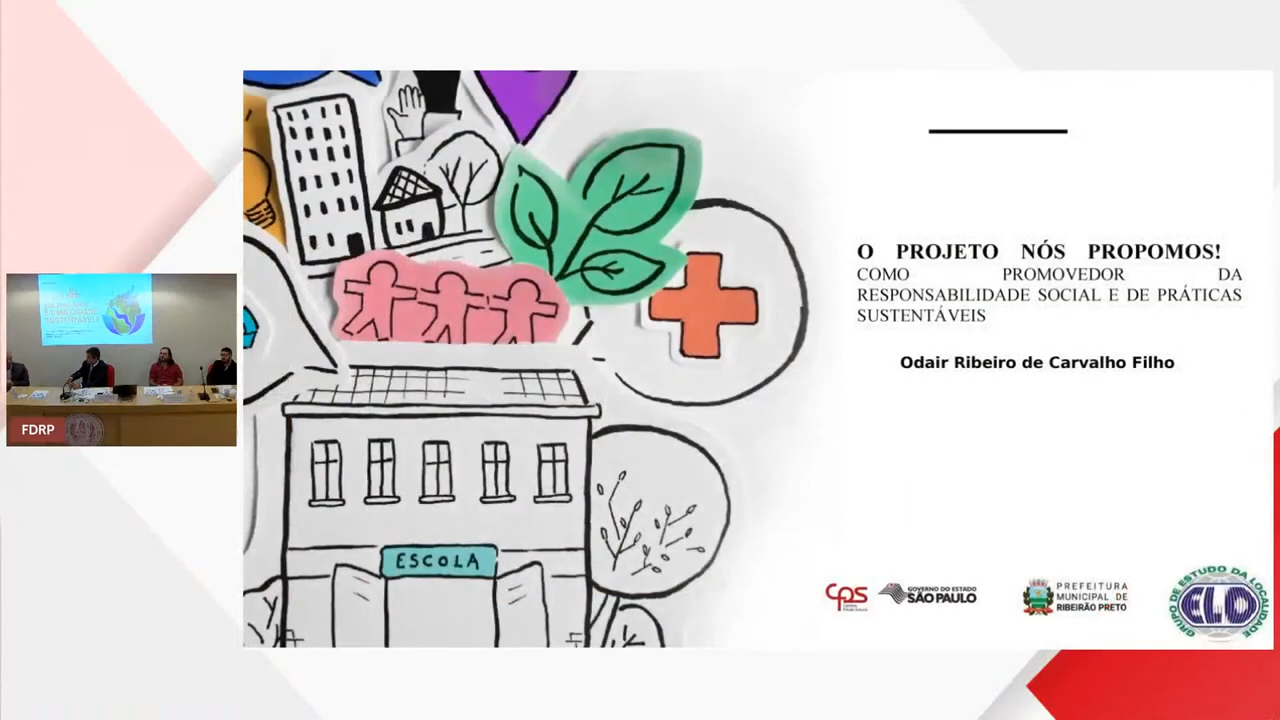 O PROJETO NÓS PROPOMOS!
COMO PROMOVEDOR DA
RESPONSABILIDADE SOCIAL E DE PRÁTICAS
SUSTENTÁVEIS
Odair Ribeiro de Carvalho Filho
ESCOLA
FDRP
CPS
GOVERNO DO ESTADO
SÃO PAULO
PREFEITURA
MUNICIPAL DE
RIBEIRÃO PRETO
GRUPO DE ESTUDO DA LOCALIDADE
ELO